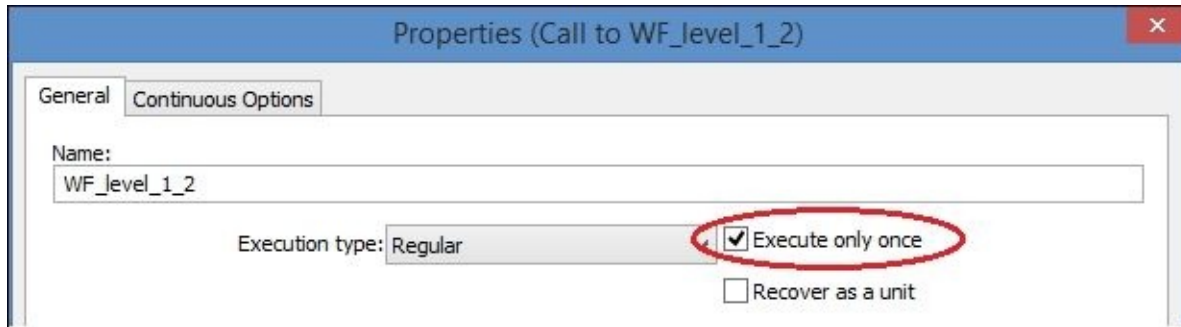 Properties (Call to WF_level_1_2)
General Continuous Options
Name:
WF_level_1_2
Execution type: Regular Execute only once
Recover as a unit